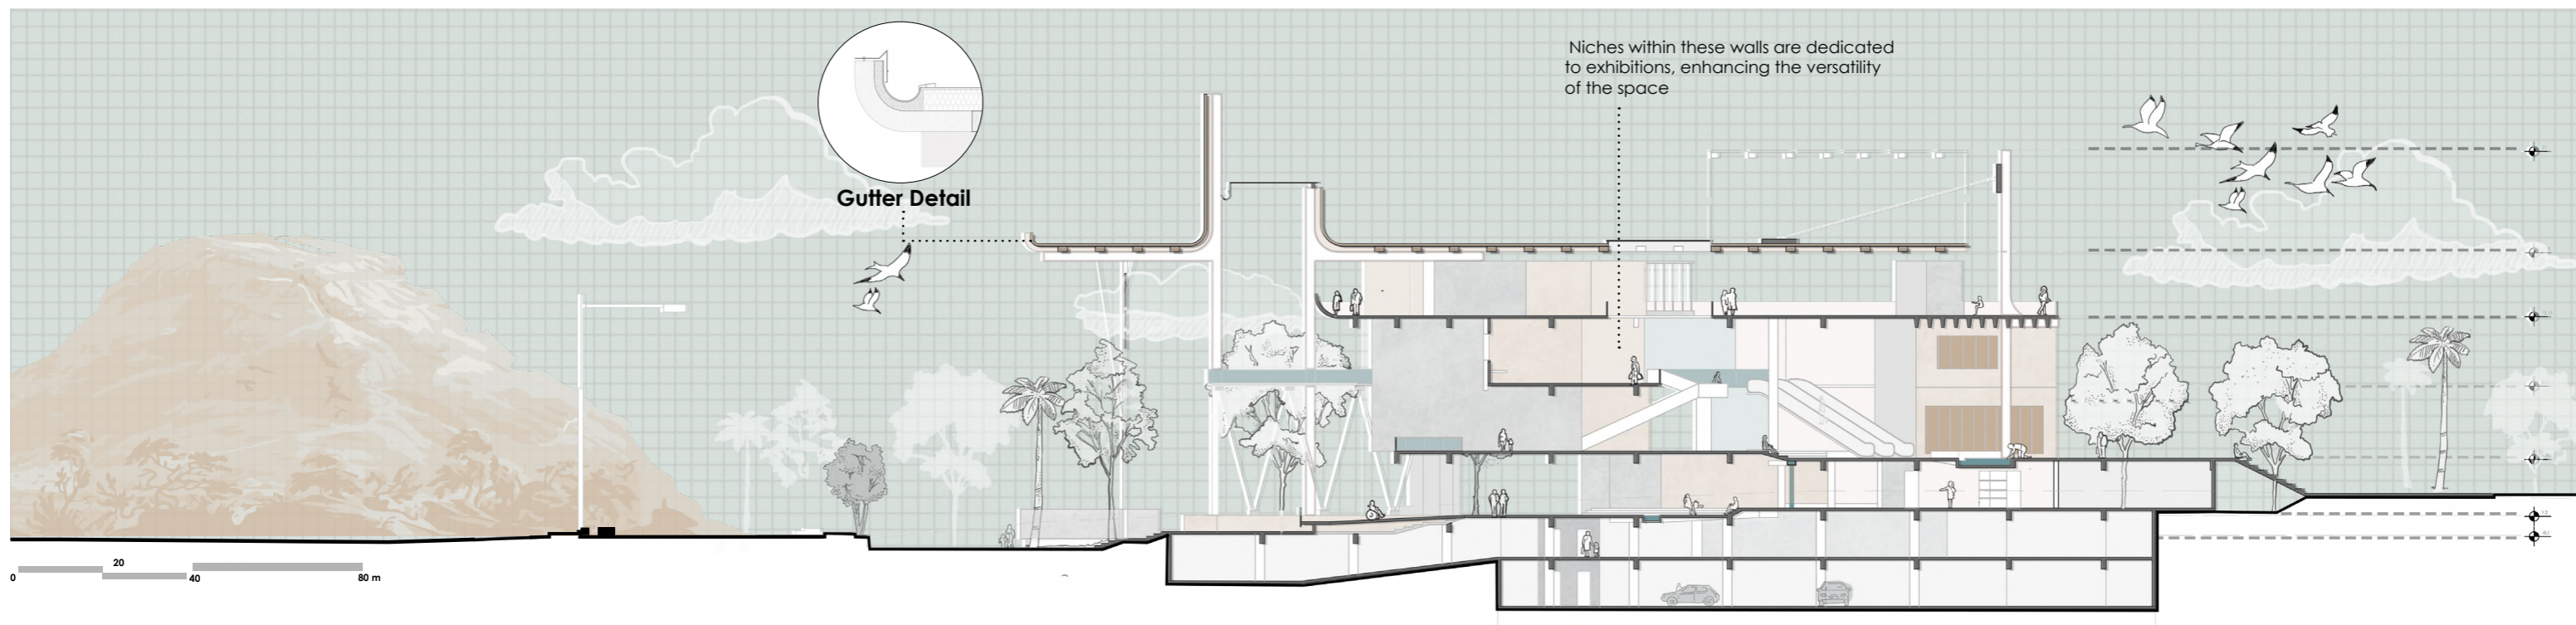 Niches within these walls are dedicated
to exhibitions, enhancing the versatility
of the space
Gutter Detail
0
20
40
80 m